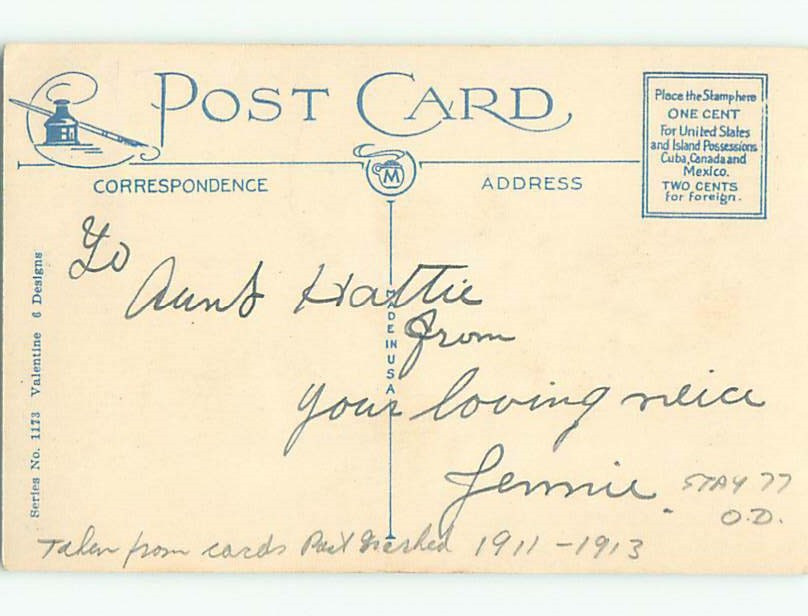 POST CARD
CORRESPONDENCE
M
ADDRESS
Place the Stamp here
ONE CENT
For United States
and Island Possessions
Cuba, Canada and
Mexico.
TWO CENTS
for foreign.
To
Aunt Hattie
from
your loving neice
Jennie
MADE IN USA
Series No. 1173 Valentine 6 Designs
STAY 77
O.D.
Taken from cards Post Marked 1911-1913